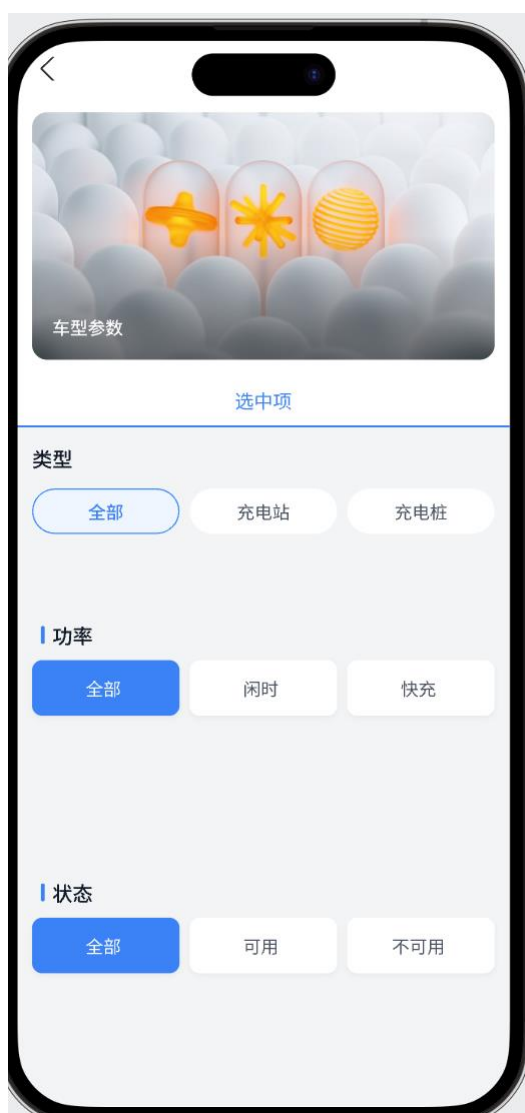 车型参数
选中项
类型
全部 充电站 充电桩
功率
全部 闲时 快充
状态
全部 可用 不可用